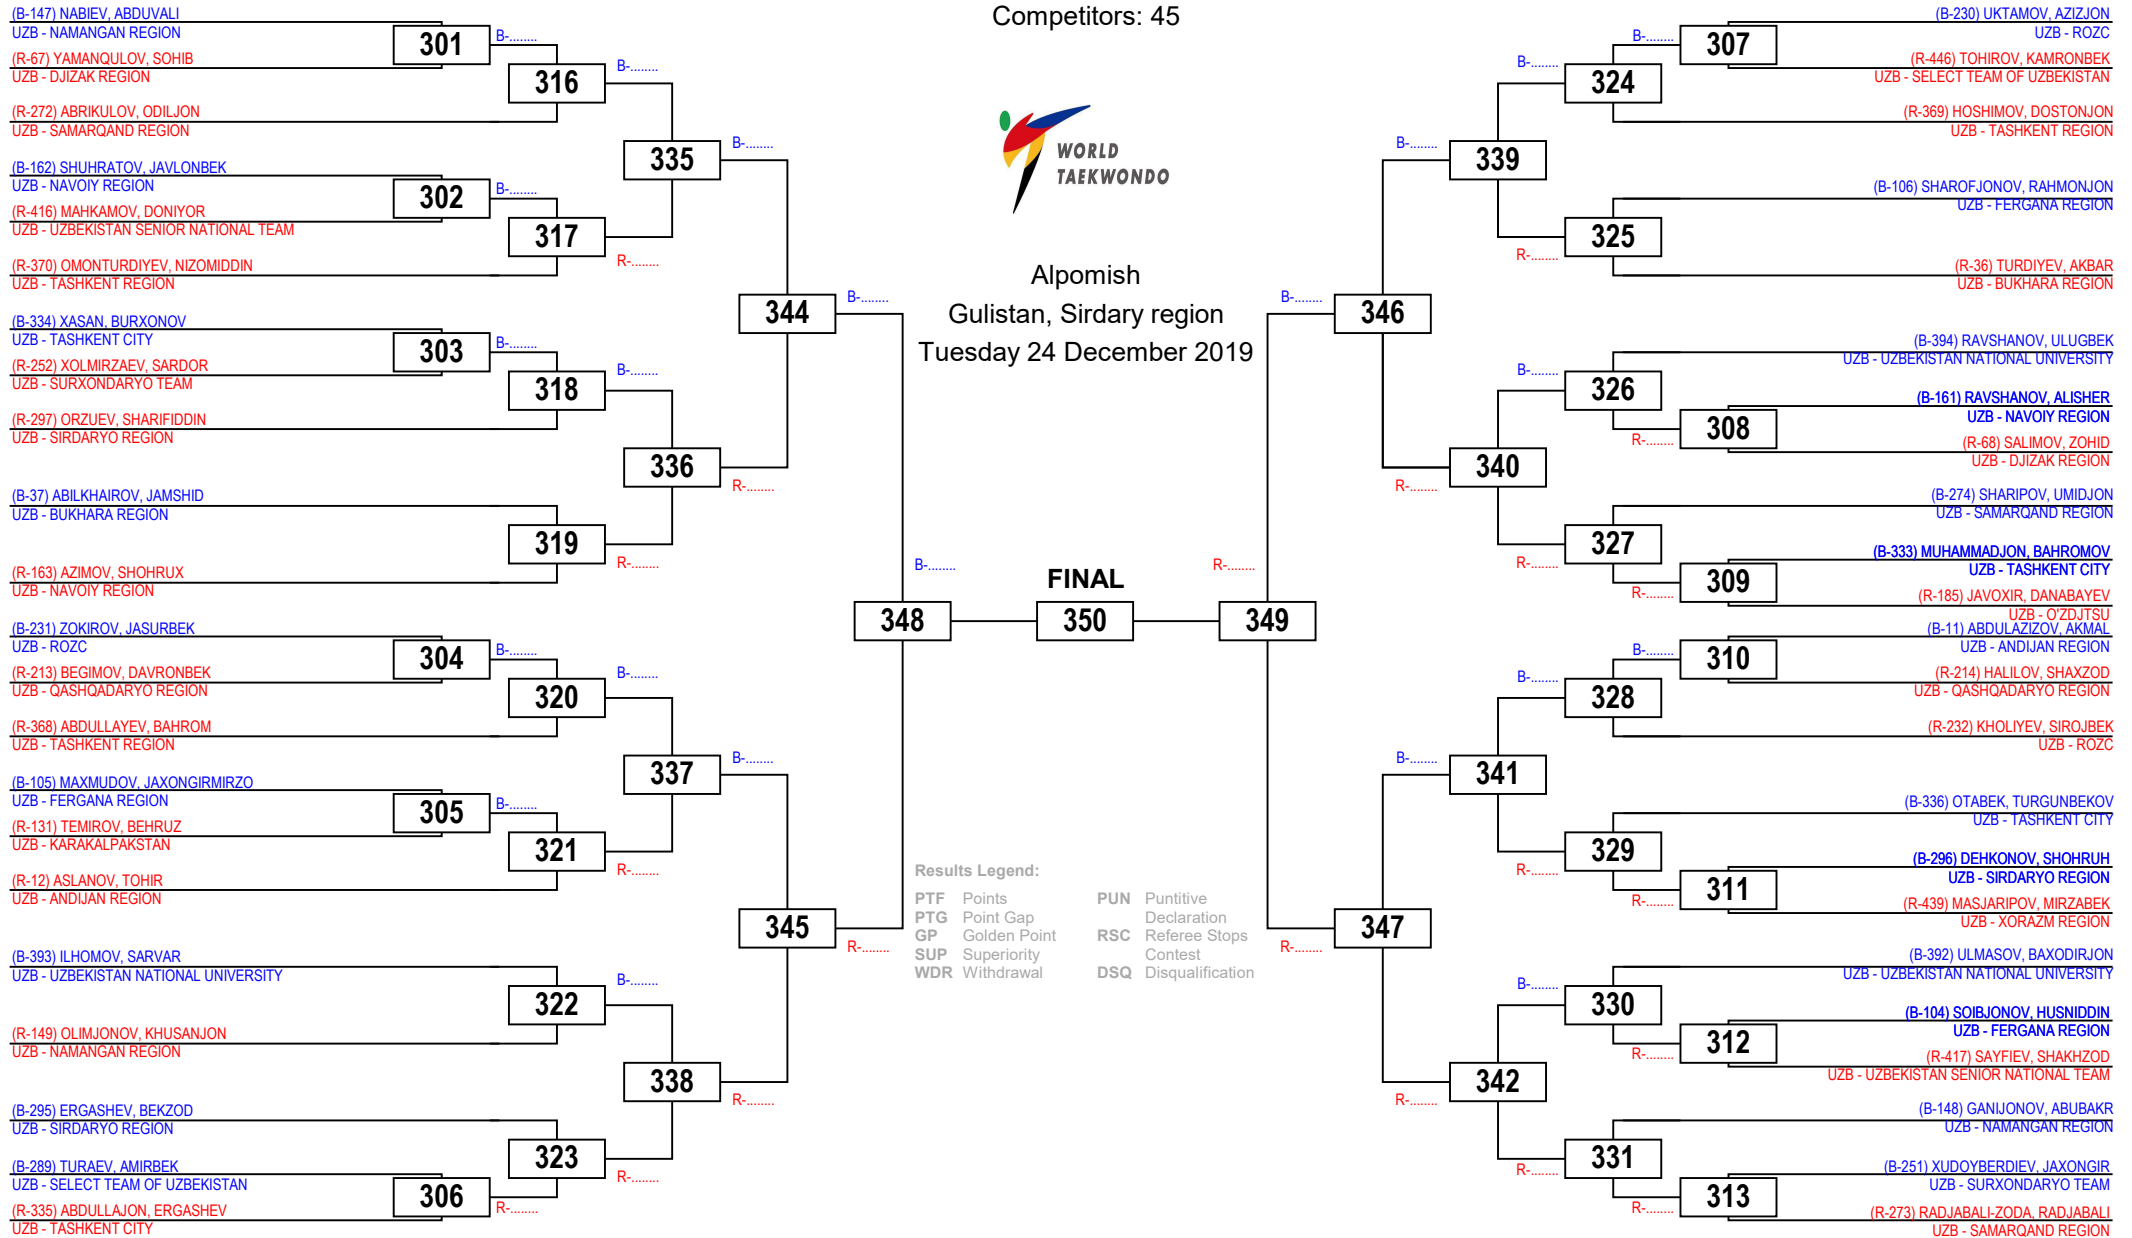 Competitors: 45
(B-147) NABIEV, ABDUVALI
UZB - NAMANGAN REGION
301
B-........
(R-67) YAMANQULOV, SOHIB
UZB - DJIZAK REGION
316
B-........
(R-272) ABRIKULOV, ODILJON
UZB - SAMARQAND REGION
335
B-........
(B-162) SHUHRATOV, JAVLONBEK
UZB - NAVOIY REGION
302
B-........
(R-416) MAHKAMOV, DONIYOR
UZB - UZBEKISTAN SENIOR NATIONAL TEAM
317
R-........
(R-370) OMONTURDIYEV, NIZOMIDDIN
UZB - TASHKENT REGION
344
B-........
(B-334) XASAN, BURXONOV
UZB - TASHKENT CITY
303
B-........
(R-252) XOLMIRZAEV, SARDOR
UZB - SURXONDARYO TEAM
318
B-........
(R-297) ORZUEV, SHARIFIDDIN
UZB - SIRDARYO REGION
336
R-........
(B-37) ABILKHAIROV, JAMSHID
UZB - BUKHARA REGION
319
R-........
(R-163) AZIMOV, SHOHRUX
UZB - NAVOIY REGION
B-........
348
(B-231) ZOKIROV, JASURBEK
UZB - ROZC
304
B-........
(R-213) BEGIMOV, DAVRONBEK
UZB - QASHQADARYO REGION
320
B-........
(R-368) ABDULLAYEV, BAHROM
UZB - TASHKENT REGION
337
B-........
(B-105) MAXMUDOV, JAXONGIRMIRZO
UZB - FERGANA REGION
305
B-........
(R-131) TEMIROV, BEHRUZ
UZB - KARAKALPAKSTAN
321
R-........
(R-12) ASLANOV, TOHIR
UZB - ANDIJAN REGION
345
R-........
(B-393) ILHOMOV, SARVAR
UZB - UZBEKISTAN NATIONAL UNIVERSITY
322
B-........
(R-149) OLIMJONOV, KHUSANJON
UZB - NAMANGAN REGION
338
R-........
(B-295) ERGASHEV, BEKZOD
UZB - SIRDARYO REGION
323
R-........
(B-289) TURAEV, AMIRBEK
UZB - SELECT TEAM OF UZBEKISTAN
306
R-........
(R-335) ABDULLAJON, ERGASHEV
UZB - TASHKENT CITY
WORLD
TAEKWONDO
Alpomish
Gulistan, Sirdary region
Tuesday 24 December 2019
FINAL
350
Results Legend:
PTF Points
PTG Point Gap
GP Golden Point
SUP Superiority
WDR Withdrawal
PUN Puntitive
Declaration
RSC Referee Stops
Contest
DSQ Disqualification
(B-230) UKTAMOV, AZIZJON
UZB - ROZC
B-........
307
(R-446) TOHIROV, KAMRONBEK
UZB - SELECT TEAM OF UZBEKISTAN
B-........
324
(R-369) HOSHIMOV, DOSTONJON
UZB - TASHKENT REGION
B-........
339
(B-106) SHAROFJONOV, RAHMONJON
UZB - FERGANA REGION
R-........
325
(R-36) TURDIYEV, AKBAR
UZB - BUKHARA REGION
B-........
346
(B-394) RAVSHANOV, ULUGBEK
UZB - UZBEKISTAN NATIONAL UNIVERSITY
B-........
326
(B-161) RAVSHANOV, ALISHER
UZB - NAVOIY REGION
R-........
308
(R-68) SALIMOV, ZOHID
UZB - DJIZAK REGION
R-........
340
(B-274) SHARIPOV, UMIDJON
UZB - SAMARQAND REGION
R-........
327
(B-333) MUHAMMADJON, BAHROMOV
UZB - TASHKENT CITY
R-........
309
(R-185) JAVOXIR, DANABAYEV
UZB - O'ZDJTSU
R-........
349
(B-11) ABDULAZIZOV, AKMAL
UZB - ANDIJAN REGION
B-........
310
(R-214) HALILOV, SHAXZOD
UZB - QASHQADARYO REGION
B-........
328
(R-232) KHOLIYEV, SIROJBEK
UZB - ROZC
B-........
341
(B-336) OTABEK, TURGUNBEKOV
UZB - TASHKENT CITY
R-........
329
(B-296) DEHKONOV, SHOHRUH
UZB - SIRDARYO REGION
R-........
311
(R-439) MASJARIPOV, MIRZABEK
UZB - XORAZM REGION
R-........
347
(B-392) ULMASOV, BAXODIRJON
UZB - UZBEKISTAN NATIONAL UNIVERSITY
B-........
330
(B-104) SOIBJONOV, HUSNIDDIN
UZB - FERGANA REGION
R-........
312
(R-417) SAYFIEV, SHAKHZOD
UZB - UZBEKISTAN SENIOR NATIONAL TEAM
R-........
342
(B-148) GANIJONOV, ABUBAKR
UZB - NAMANGAN REGION
R-........
331
(B-251) XUDOYBERDIEV, JAXONGIR
UZB - SURXONDARYO TEAM
R-........
313
(R-273) RADJABALI-ZODA, RADJABALI
UZB - SAMARQAND REGION